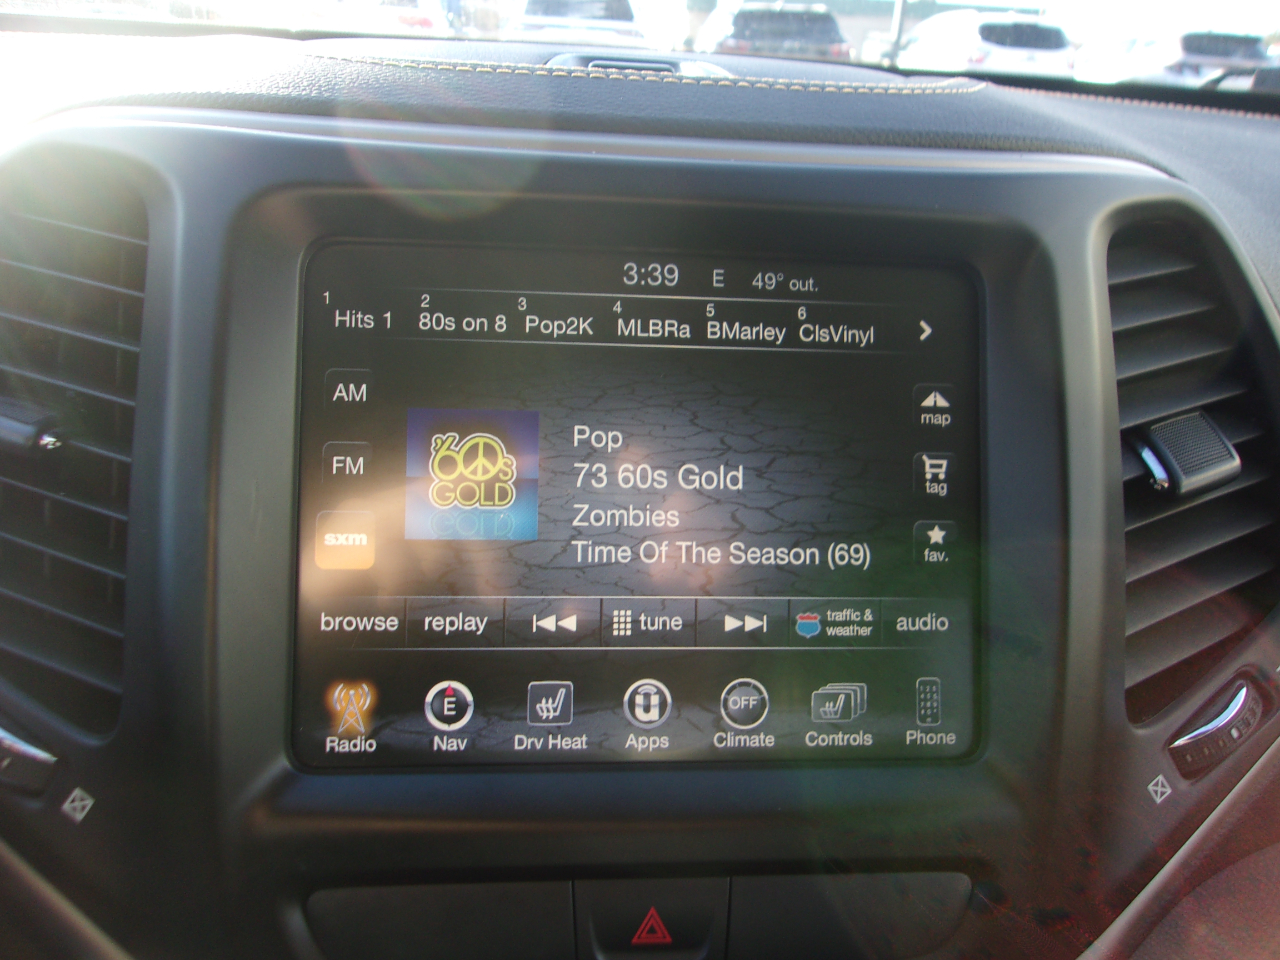 3:39 E 49° out.
1 Hits 1 2 80s on 8 3 Pop2K 4 MLBRa 5 BMarley 6 ClsVinyl
AM
FM
sxm
'60s
GOLD
Pop
73 60s Gold
Zombies
Time Of The Season (69)
map
tag
fav.
browse replay tune traffic & weather audio
E OFF
Radio Nav Drv Heat Apps Climate Controls Phone